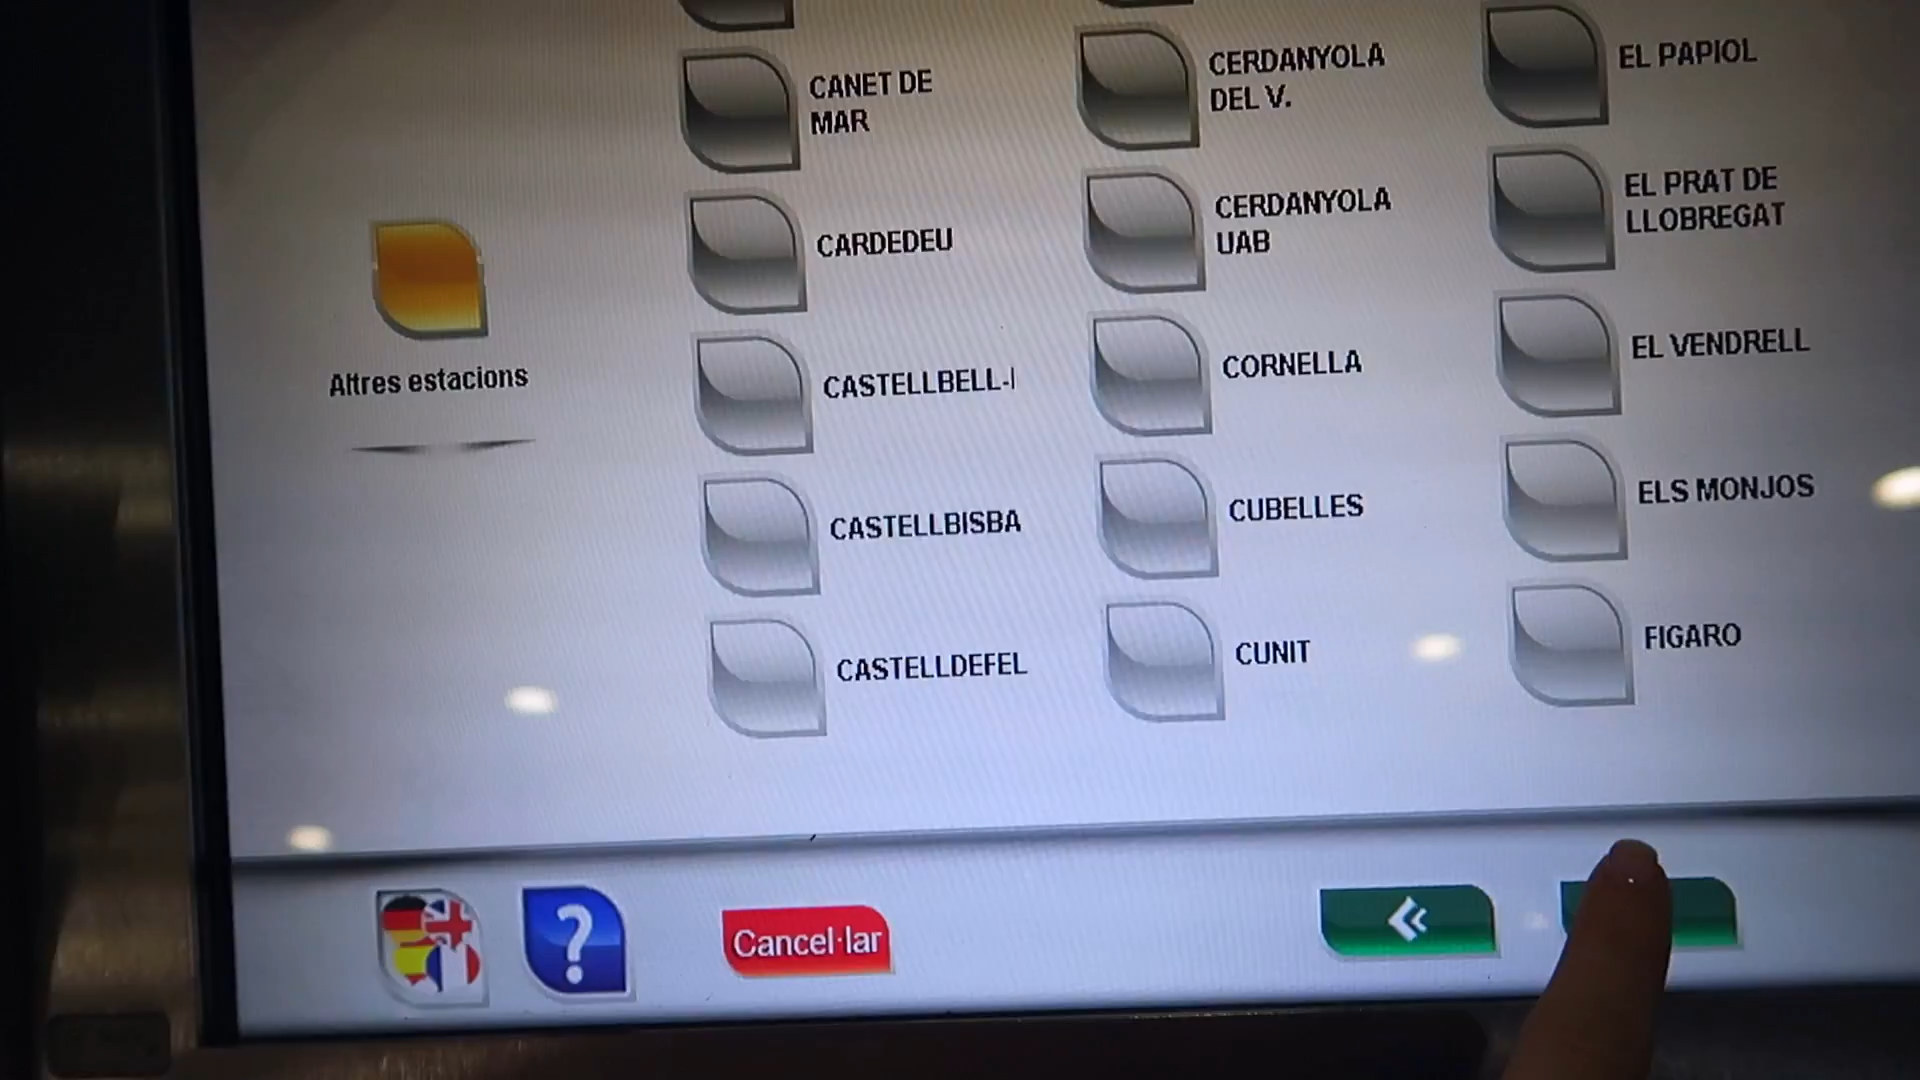 Altres estacions
CANET DE
MAR
CARDEDEU
CASTELLBELL-I
CASTELLBISBA
CASTELLDEFEL
CERDANYOLA
DEL V.
CERDANYOLA
UAB
CORNELLA
CUBELLES
CUNIT
EL PAPIOL
EL PRAT DE
LLOBREGAT
EL VENDRELL
ELS MONJOS
FIGARO
?
Cancel·lar